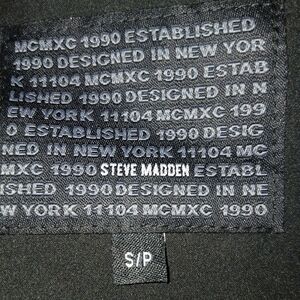 MCMXC 1990 ESTABLISHED
1990 DESIGNED IN NEW YOR
K 11104 MCMXC 1990 ESTAB
LISHED 1990 DESIGNED IN N
EW YORK 11104 MCMXC 199
0 ESTABLISHED 1990 DESIG
NED IN NEW YORK 11104 MC
MXC 1990 STEVE MADDEN ESTABL
ISHED 1990 DESIGNED IN NE
W YORK 11104 MCMXC 1990
S/P